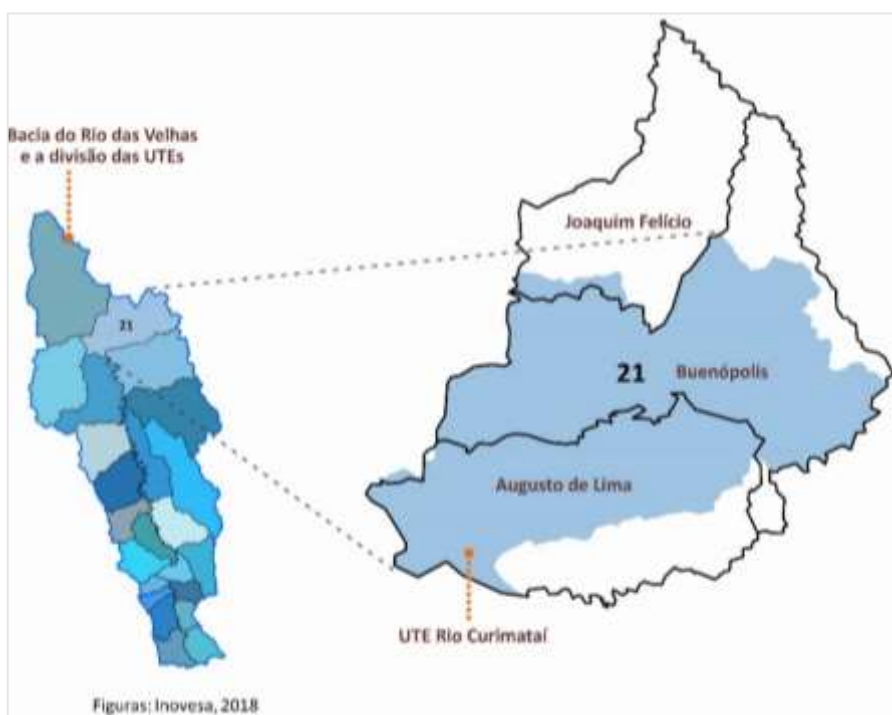 Bacia do Rio das Velhas
e a divisão das UTEs
21
Joaquim Felício
21
Buenópolis
Augusto de Lima
UTE Rio Curimataí
Figuras: Inovesa, 2018